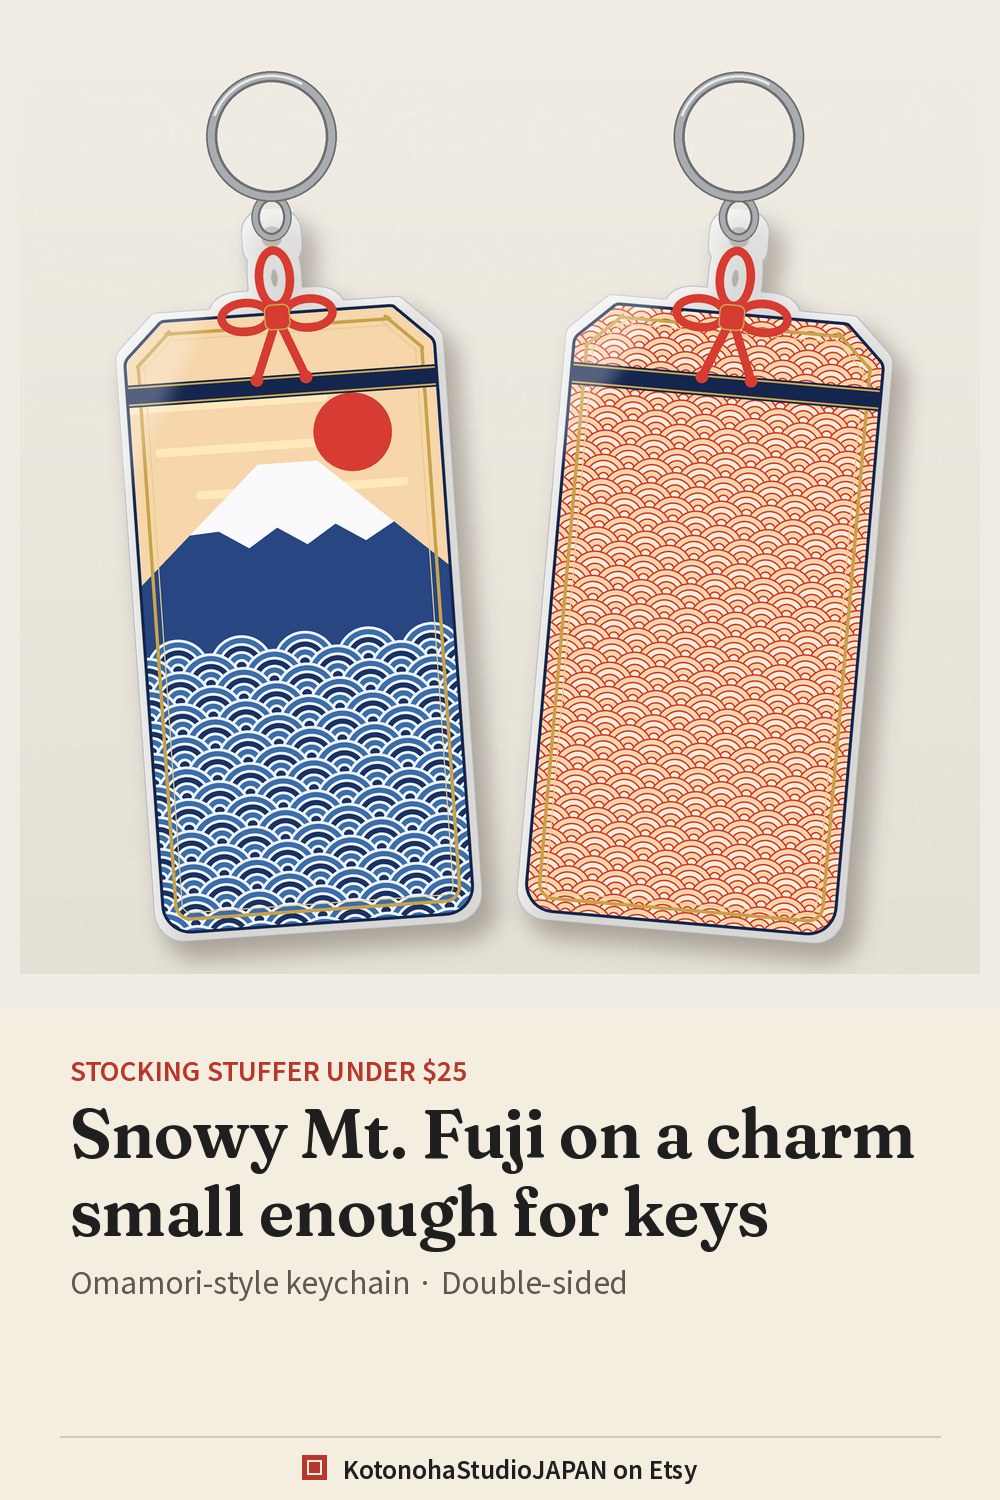 STOCKING STUFFER UNDER $25
Snowy Mt. Fuji on a charm
small enough for keys
Omamori-style keychain · Double-sided
KotonohaStudioJAPAN on Etsy